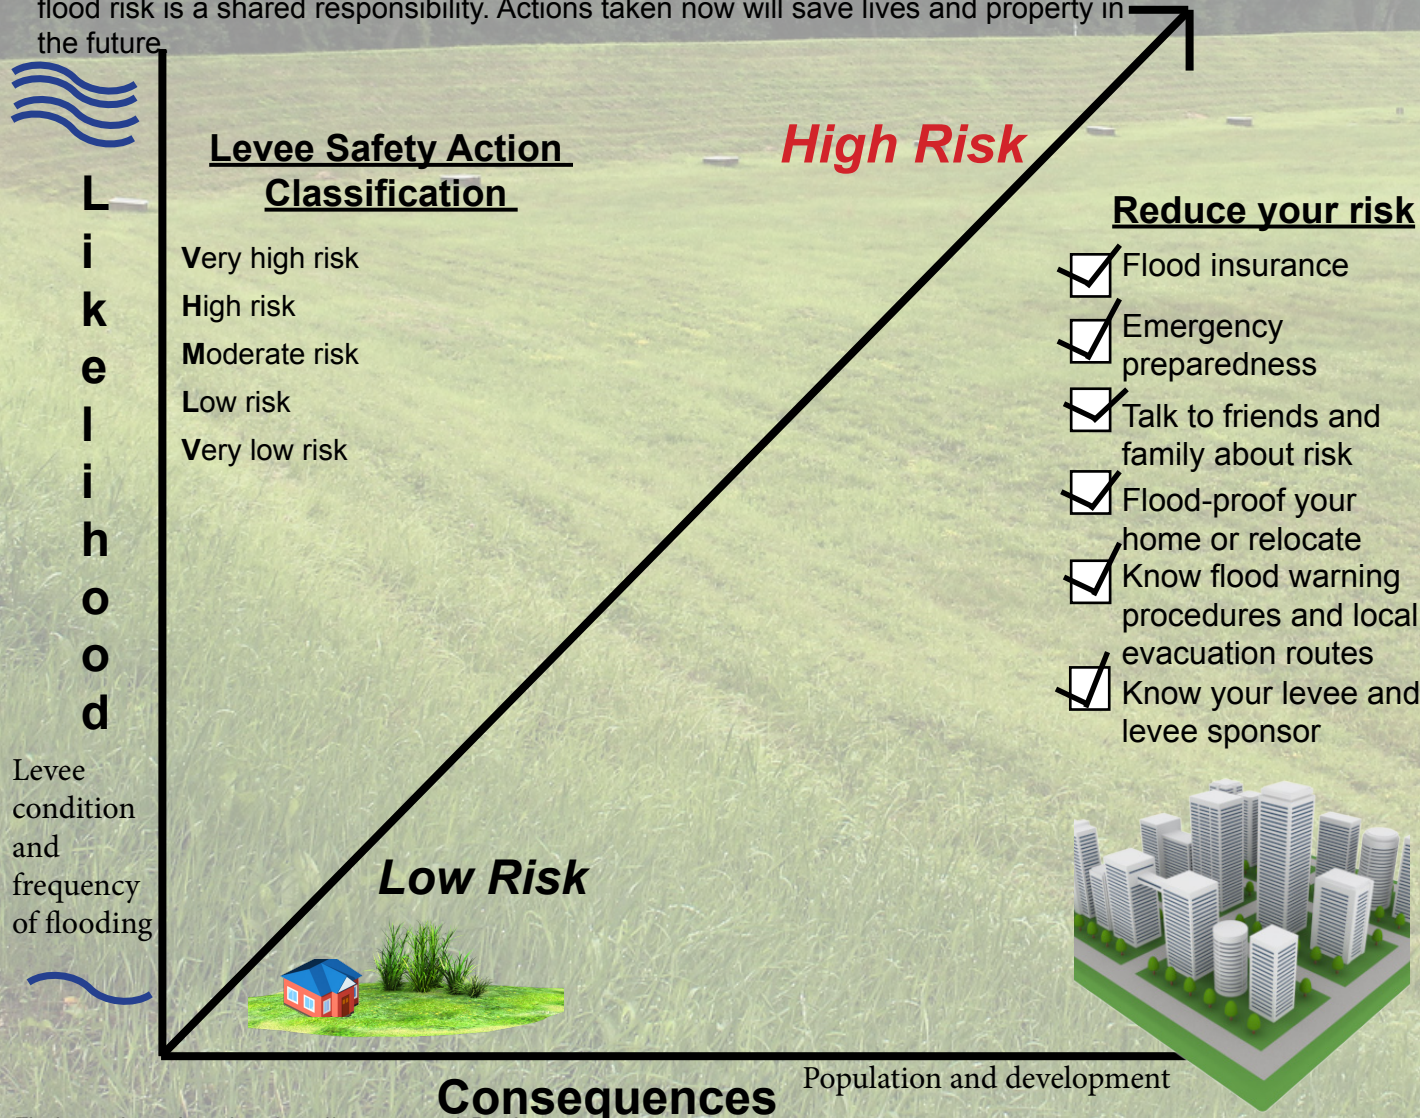 flood risk is a shared responsibility. Actions taken now will save lives and property in
the future.
Levee Safety Action
Classification
Very high risk
High risk
Moderate risk
Low risk
Very low risk
High Risk
Reduce your risk
Flood insurance
Emergency
preparedness
Talk to friends and
family about risk
Flood-proof your
home or relocate
Know flood warning
procedures and local
evacuation routes
Know your levee and
levee sponsor
Likelihood
Levee
condition
and
frequency
of flooding
Low Risk
Consequences
Population and development